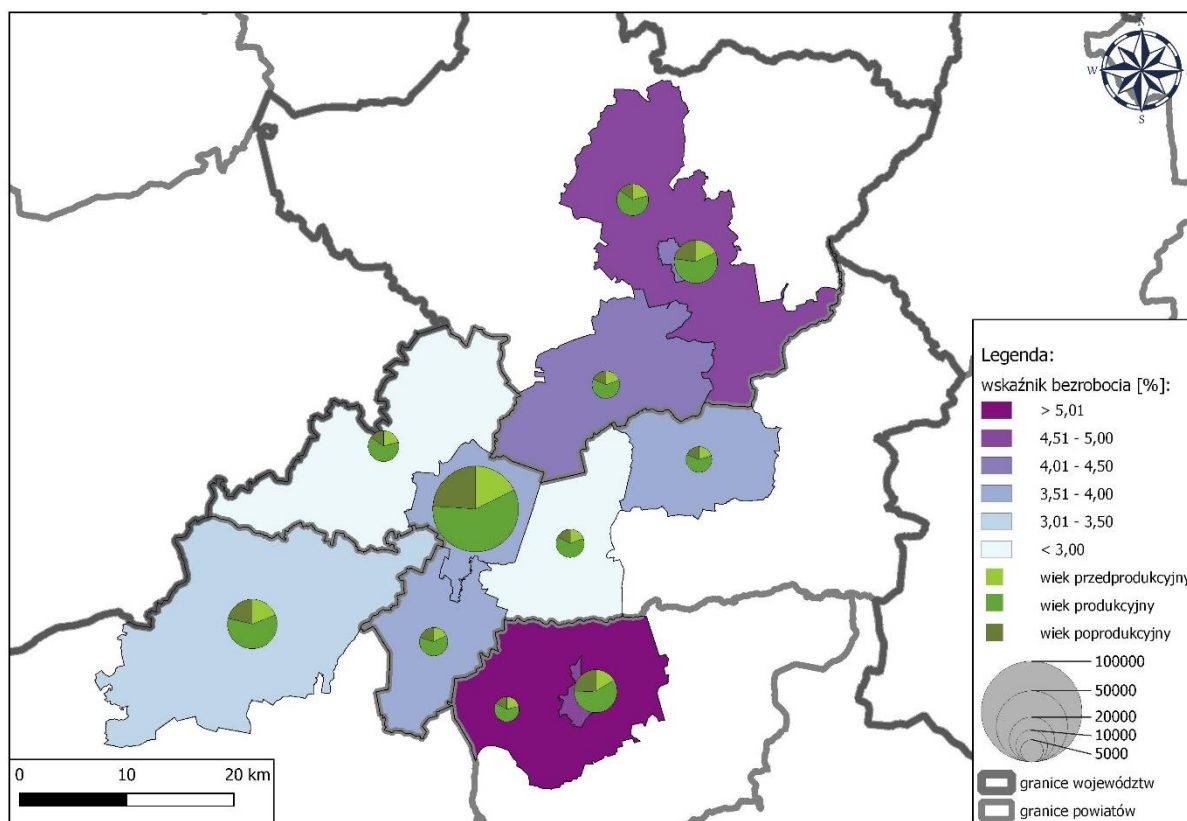 N
W
S
Legenda:
wskaźnik bezrobocia [%]:
> 5,01
4,51 - 5,00
4,01 - 4,50
3,51 - 4,00
3,01 - 3,50
< 3,00
wiek przedprodukcyjny
wiek produkcyjny
wiek poprodukcyjny
100000
50000
20000
10000
5000
granice województw
granice powiatów
0 10 20 km